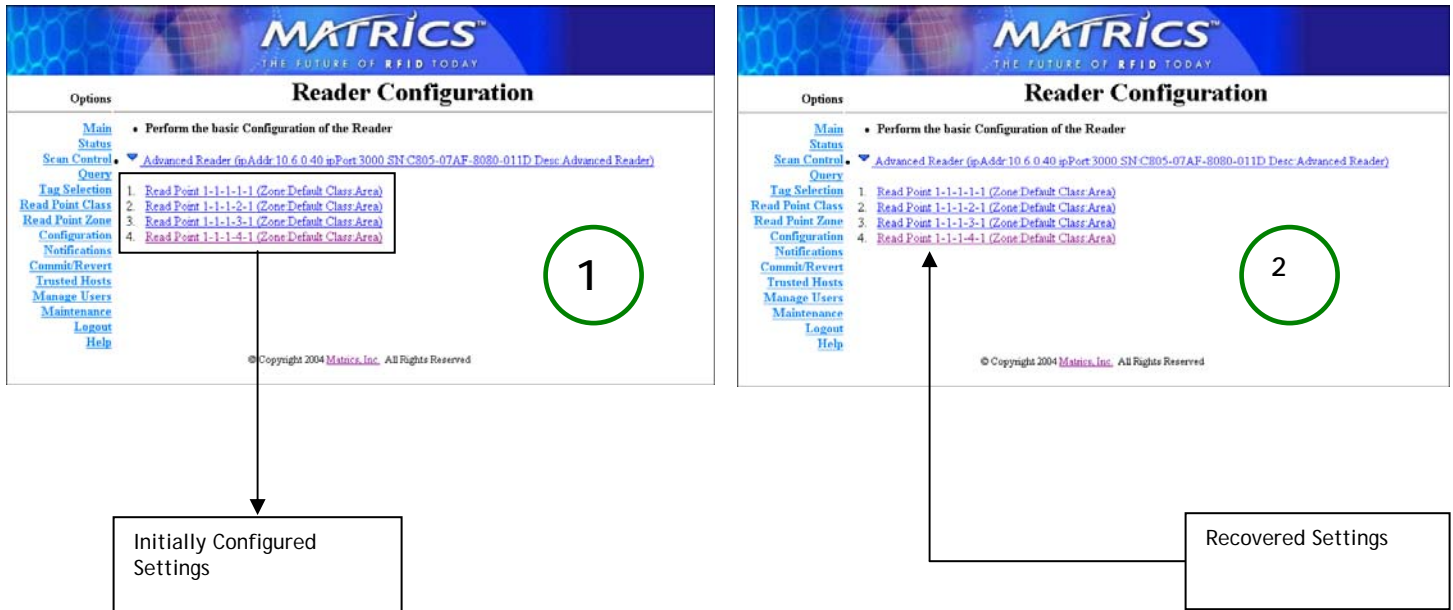 MATRICS™
THE FUTURE OF RFID TODAY
Options
Reader Configuration
Main
Status
Scan Control
Query
Tag Selection
Read Point Class
Read Point Zone
Configuration
Notifications
Commit/Revert
Trusted Hosts
Manage Users
Maintenance
Logout
Help
• Perform the basic Configuration of the Reader
• Advanced Reader (ipAddr:10.6.0.40 ipPort:3000 SN:C805-07AF-8080-011D Desc:Advanced Reader)
1. Read Point 1-1-1-1-1 (Zone:Default Class:Area)
2. Read Point 1-1-1-2-1 (Zone:Default Class:Area)
3. Read Point 1-1-1-3-1 (Zone:Default Class:Area)
4. Read Point 1-1-1-4-1 (Zone:Default Class:Area)
1
© Copyright 2004 Matrics, Inc. All Rights Reserved
Initially Configured
Settings
MATRICS™
THE FUTURE OF RFID TODAY
Options
Reader Configuration
Main
Status
Scan Control
Query
Tag Selection
Read Point Class
Read Point Zone
Configuration
Notifications
Commit/Revert
Trusted Hosts
Manage Users
Maintenance
Logout
Help
• Perform the basic Configuration of the Reader
• Advanced Reader (ipAddr:10.6.0.40 ipPort:3000 SN:C805-07AF-8080-011D Desc:Advanced Reader)
1. Read Point 1-1-1-1-1 (Zone:Default Class:Area)
2. Read Point 1-1-1-2-1 (Zone:Default Class:Area)
3. Read Point 1-1-1-3-1 (Zone:Default Class:Area)
4. Read Point 1-1-1-4-1 (Zone:Default Class:Area)
2
© Copyright 2004 Matrics, Inc. All Rights Reserved
Recovered Settings